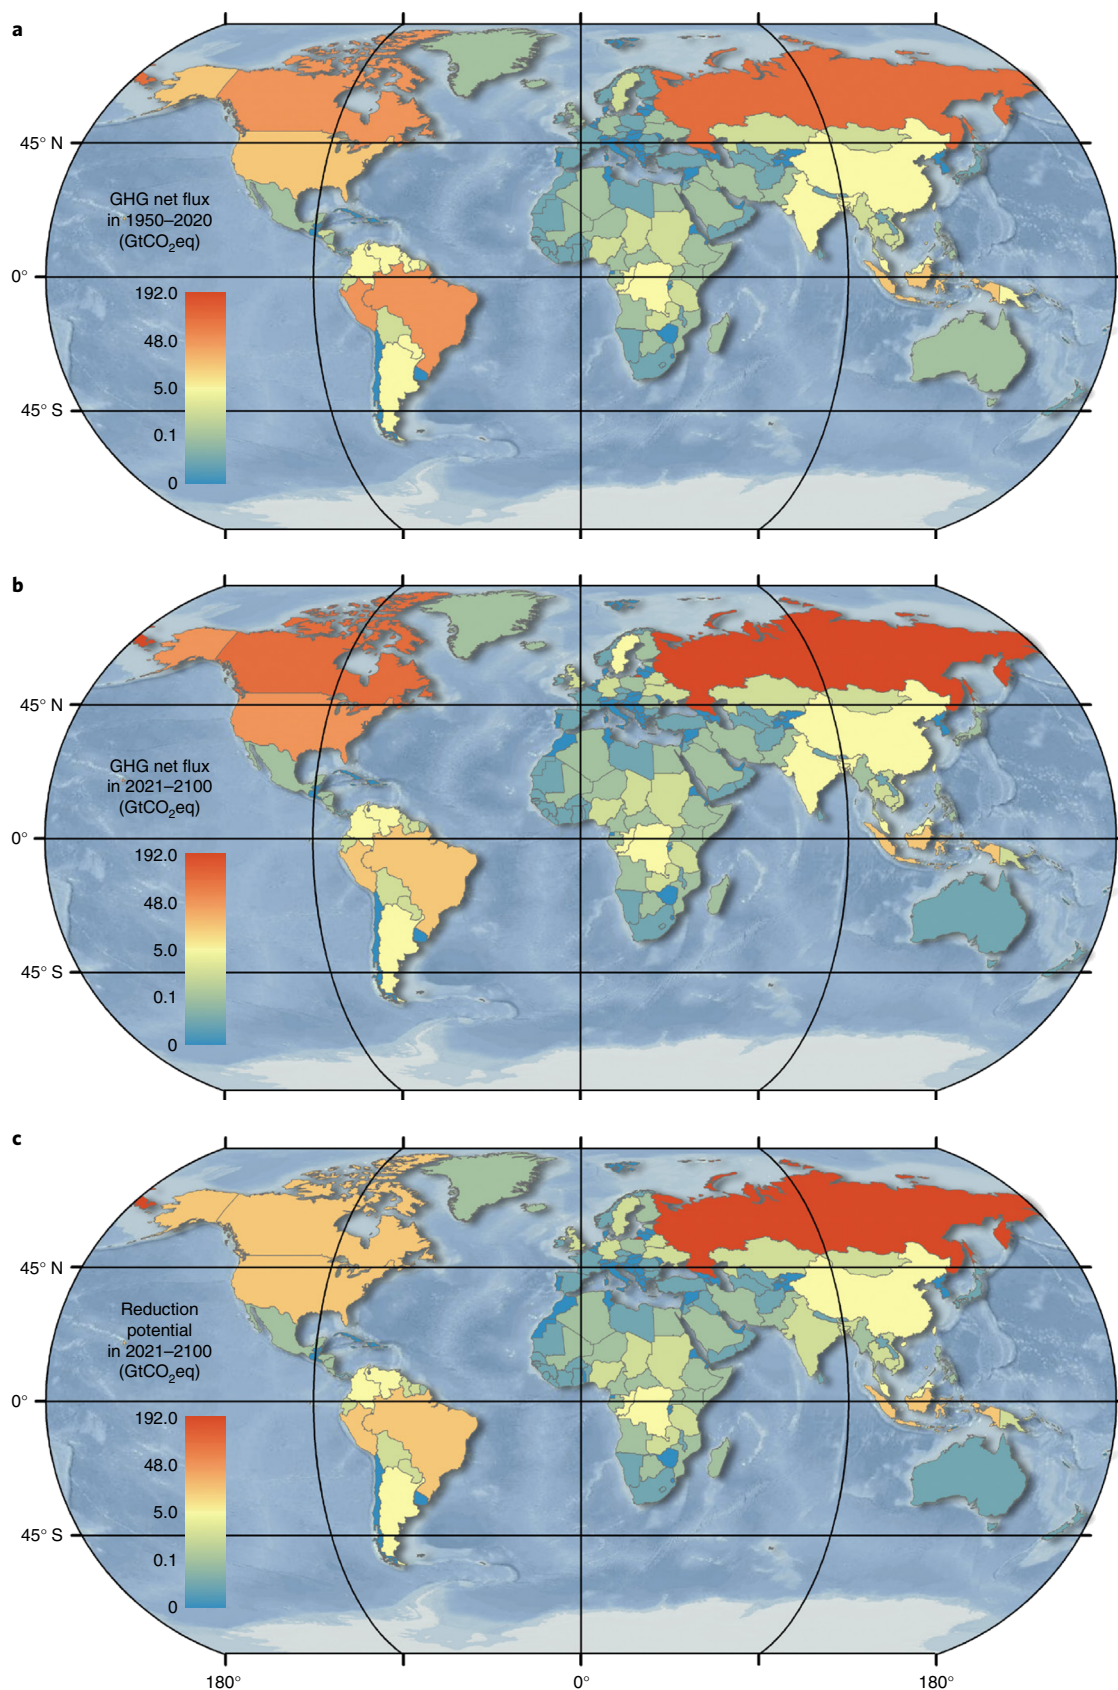 a
45° N
GHG net flux
in 1950–2020
(GtCO2eq)
0°
192.0
48.0
5.0
45° S
0.1
0
b
45° N
GHG net flux
in 2021–2100
(GtCO2eq)
0°
192.0
48.0
5.0
45° S
0.1
0
c
45° N
Reduction
potential
in 2021–2100
(GtCO2eq)
0°
192.0
48.0
5.0
45° S
0.1
0
180° 0° 180°